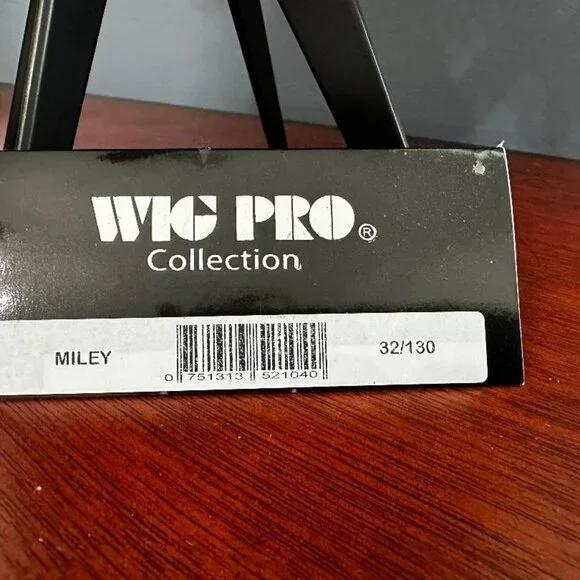 WIG PRO®
Collection
MILEY
32/130
0 751313 521040